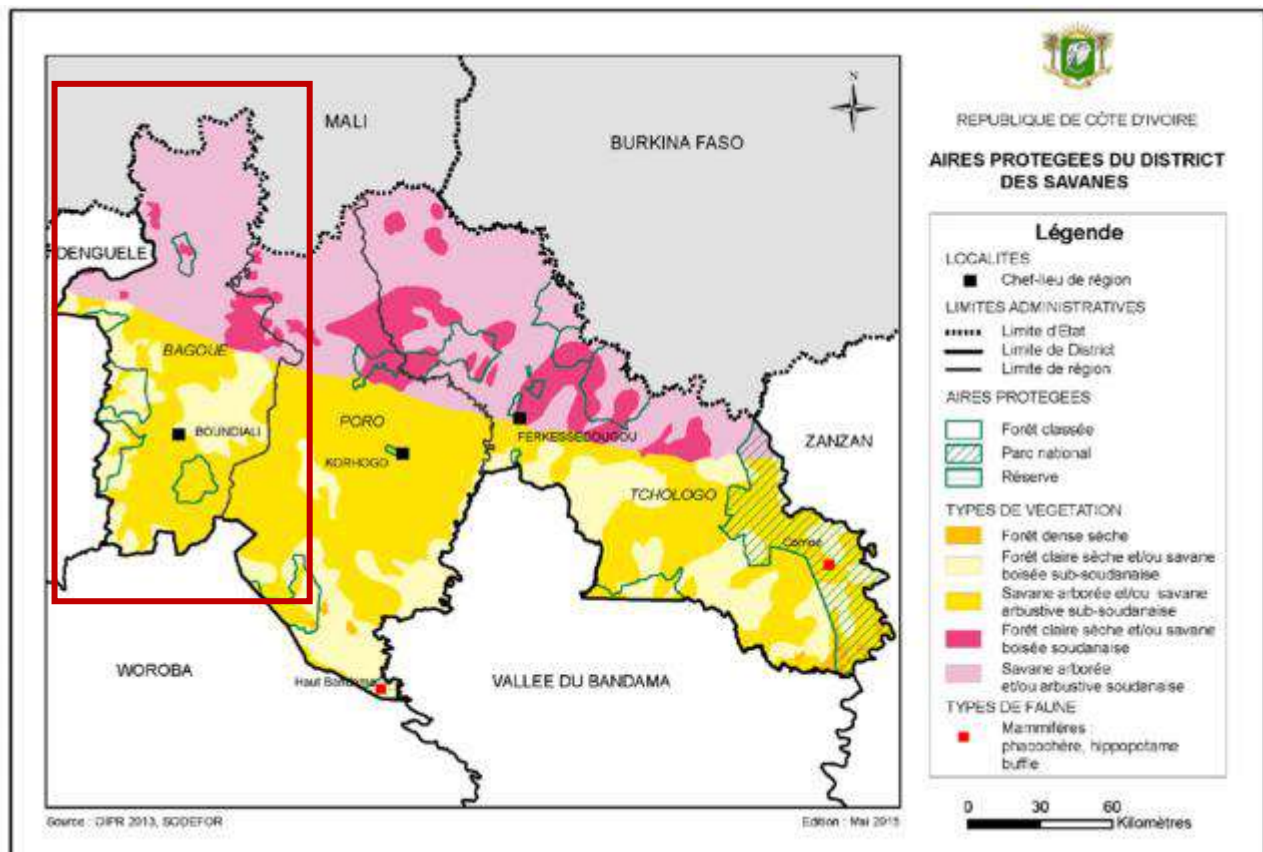 MALI
BURKINA FASO
DENGUELE
BAGOUE
BOUNDIALI
PORO
KORHOGO
FERKESSEDOUGOU
ZANZAN
TCHOLOGO
Comoe
WOROBA
Haut Bandama
VALLEE DU BANDAMA
Source : OIPR 2013, SODEFOR
Edition : Mai 2015
N
REPUBLIQUE DE CÔTE D'IVOIRE
AIRES PROTEGEES DU DISTRICT
DES SAVANES
Légende
LOCALITES
Chef-lieu de région
LIMITES ADMINISTRATIVES
Limite d'Etat
Limite de District
Limite de région
AIRES PROTEGEES
Forêt classée
Parc national
Réserve
TYPES DE VEGETATION
Forêt dense sèche
Forêt claire sèche et/ou savane
boisée sub-soudanaise
Savane arborée et/ou savane
arbustive sub-soudanaise
Forêt claire sèche et/ou savane
boisée soudanaise
Savane arborée
et/ou arbustive soudanaise
TYPES DE FAUNE
Mammifères :
phacochère, hippopotame
buffle
0 30 60
Kilomètres